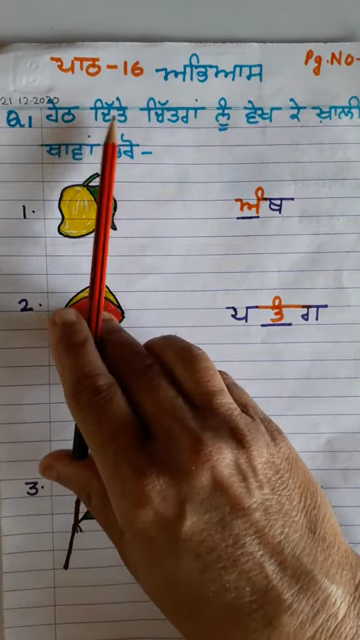 ਪਾਠ-16 ਅਭਿਆਸ Pg.No-
21 12-2020
Q1 ਹੇਠ ਦਿੱਤੇ ਚਿੱਤਰਾਂ ਨੂੰ ਵੇਖ ਕੇ ਖ਼ਾਲੀ
ਥਾਵਾਂ ਭਰੋ-
1. ਅੰਬ
2. ਪਤੰਗ
3.